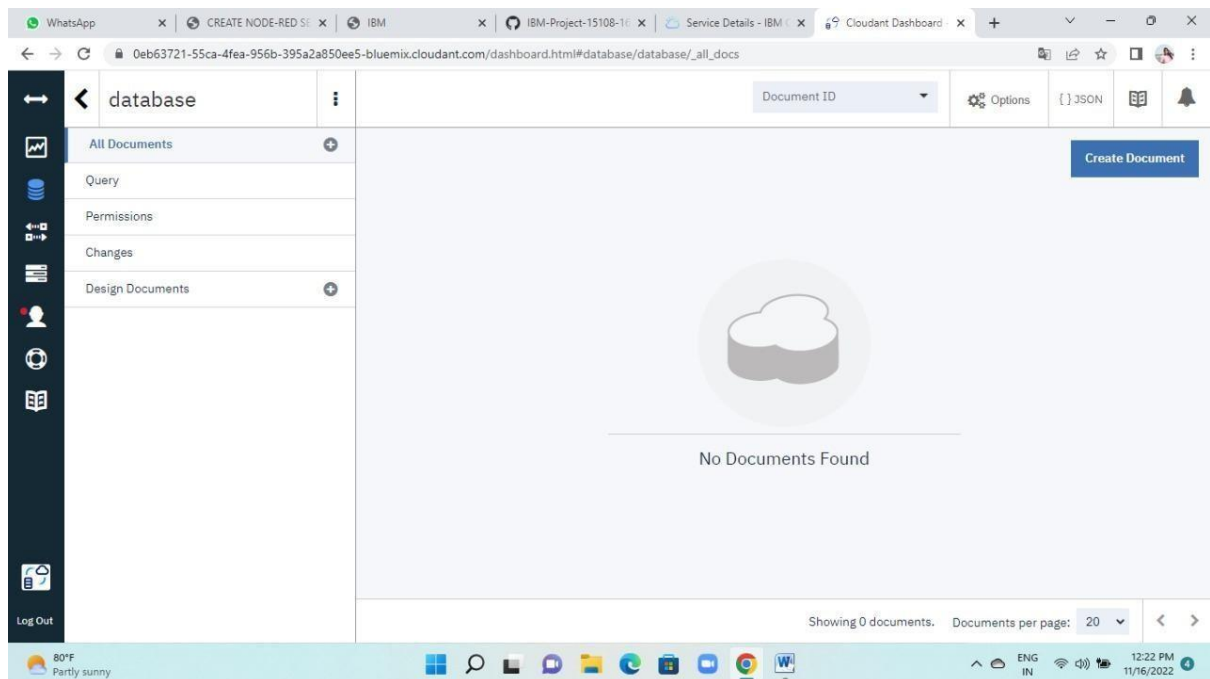 WhatsApp
CREATE NODE-RED SE
IBM
IBM-Project-15108-16
Service Details - IBM C
Cloudant Dashboard -
0eb63721-55ca-4fea-956b-395a2a850ee5-bluemix.cloudant.com/dashboard.html#database/database/_all_docs
database
Document ID
Options
{ } JSON
All Documents
Create Document
Query
Permissions
Changes
Design Documents
No Documents Found
Log Out
Showing 0 documents.
Documents per page: 20
80°F
Partly sunny
ENG
IN
12:22 PM
11/16/2022
4